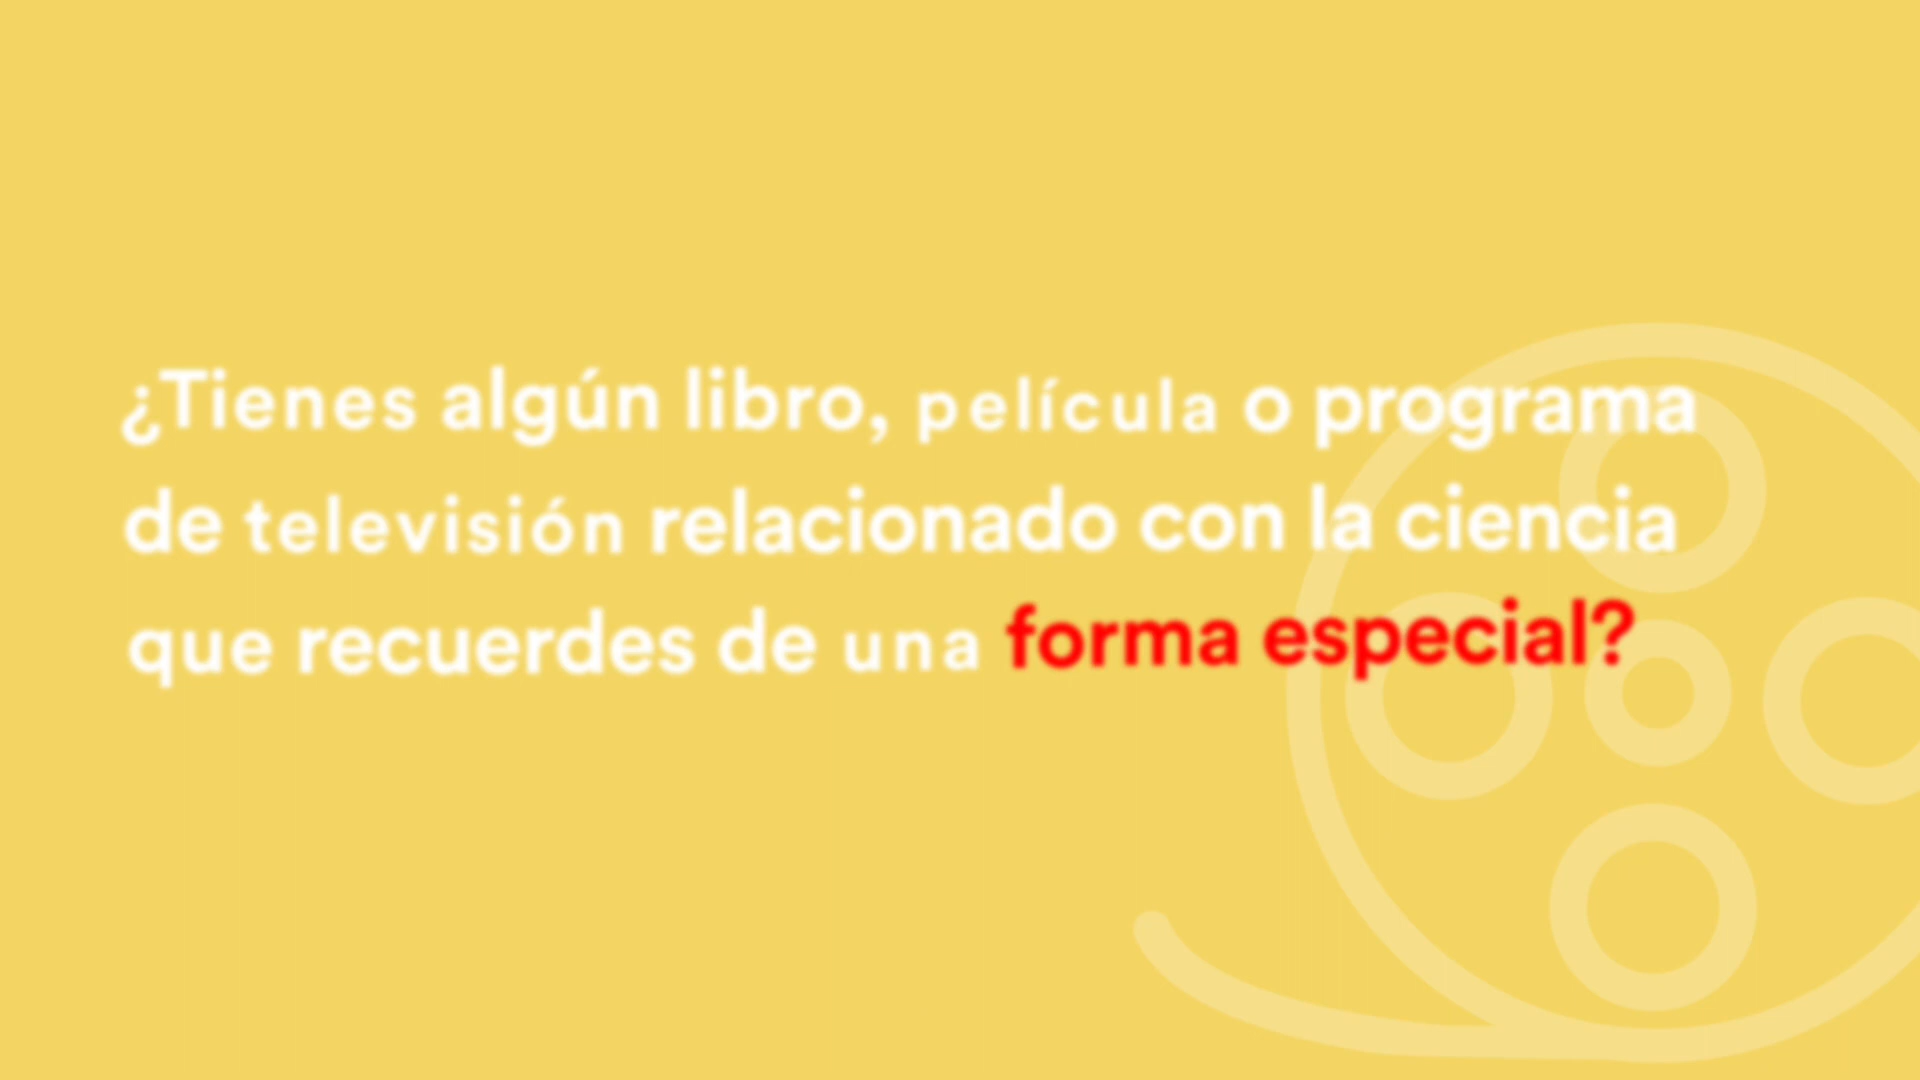 ¿Tienes algún libro, película o programa
de televisión relacionado con la ciencia
que recuerdes de una forma especial?